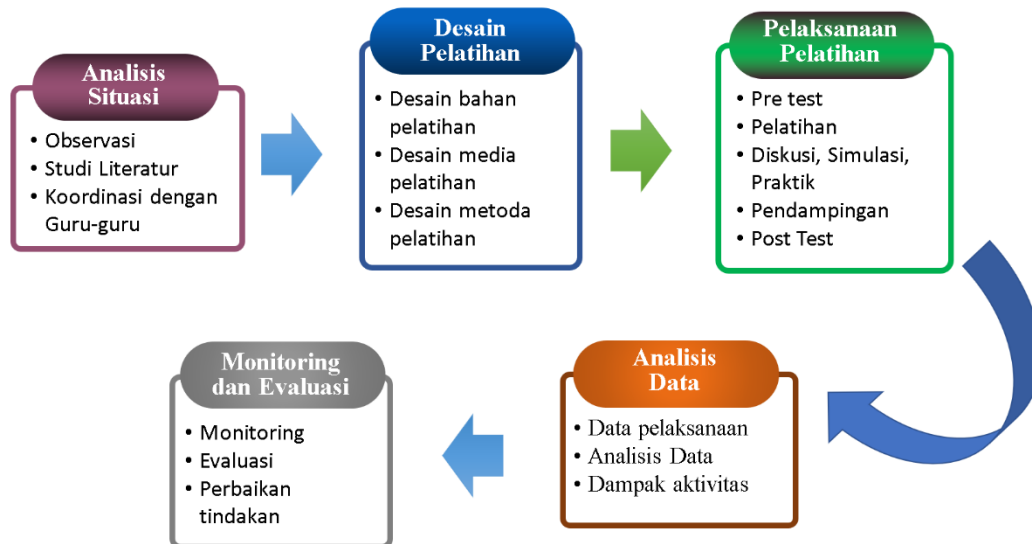 Analisis
Situasi
• Observasi
• Studi Literatur
• Koordinasi dengan
Guru-guru
Desain
Pelatihan
• Desain bahan
pelatihan
• Desain media
pelatihan
• Desain metoda
pelatihan
Pelaksanaan
Pelatihan
• Pre test
• Pelatihan
• Diskusi, Simulasi,
Praktik
• Pendampingan
• Post Test
Analisis
Data
• Data pelaksanaan
• Analisis Data
• Dampak aktivitas
Monitoring
dan Evaluasi
• Monitoring
• Evaluasi
• Perbaikan
tindakan